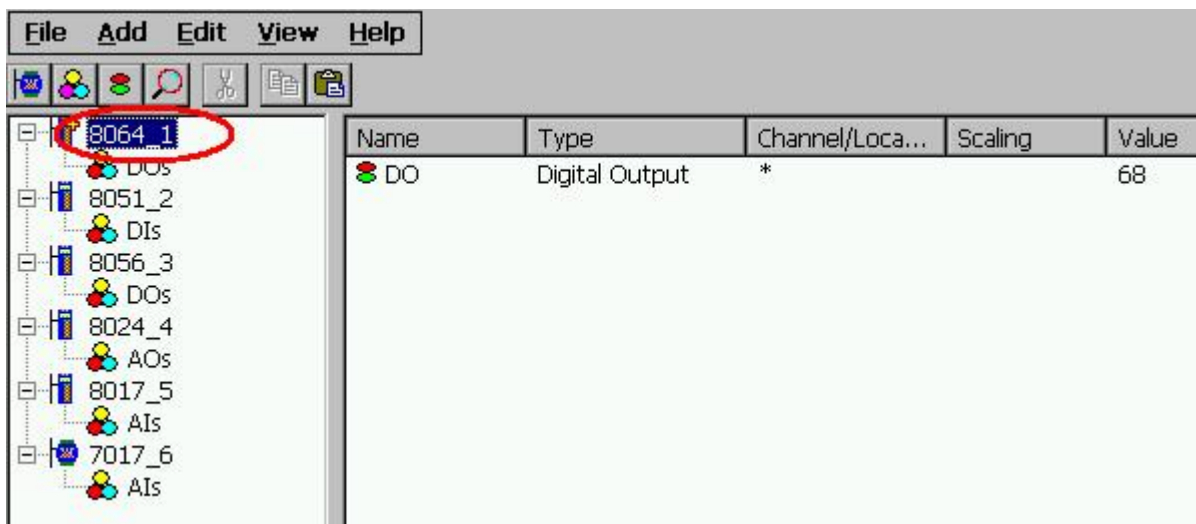 File Add Edit View Help
8064_1
DOs
8051_2
DIs
8056_3
DOs
8024_4
AOs
8017_5
AIs
7017_6
AIs
Name Type Channel/Loca... Scaling Value
DO Digital Output * 68